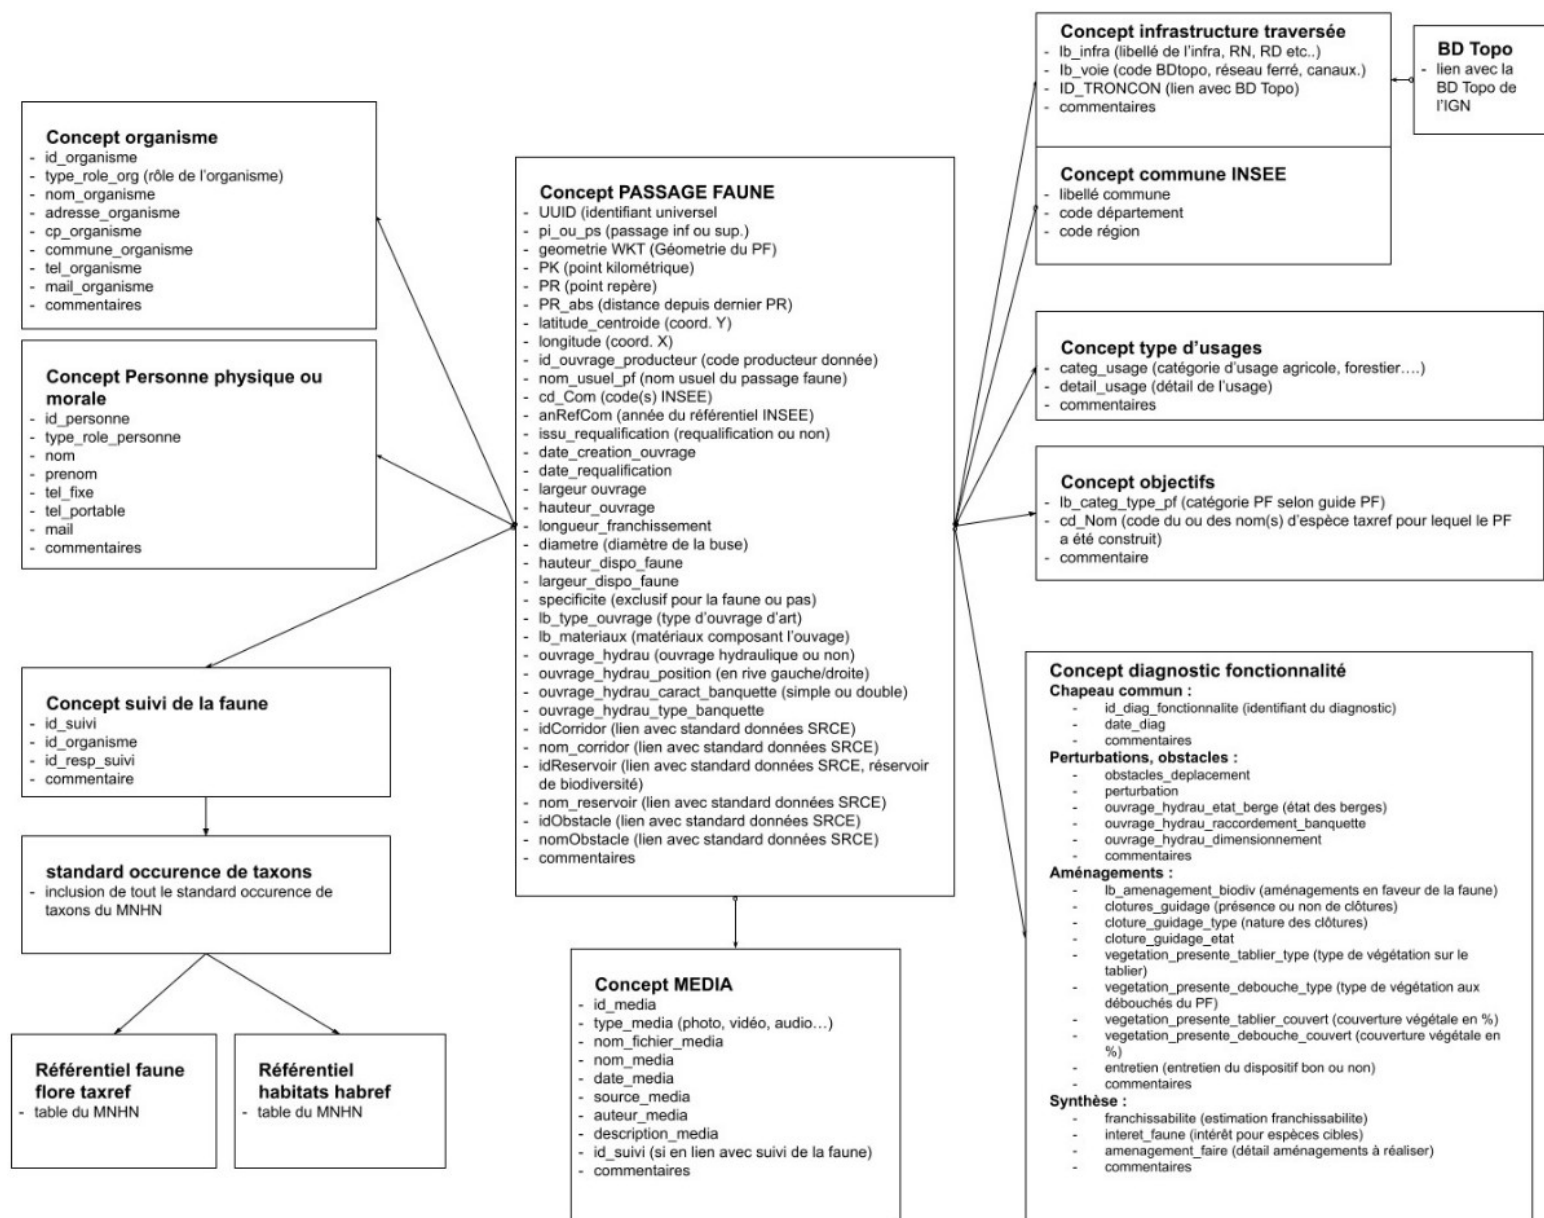 Concept organisme
- id_organisme
- type_role_org (rôle de l'organisme)
- nom_organisme
- adresse_organisme
- cp_organisme
- commune_organisme
- tel_organisme
- mail_organisme
- commentaires
Concept Personne physique ou
morale
- id_personne
- type_role_personne
- nom
- prenom
- tel_fixe
- tel_portable
- mail
- commentaires
Concept suivi de la faune
- id_suivi
- id_organisme
- id_resp_suivi
- commentaire
standard occurence de taxons
- inclusion de tout le standard occurence de
taxons du MNHN
Référentiel faune
flore taxref
- table du MNHN
Référentiel
habitats habref
- table du MNHN
Concept PASSAGE FAUNE
- UUID (identifiant universel
- pi_ou_ps (passage inf ou sup.)
- geometrie WKT (Géometrie du PF)
- PK (point kilométrique)
- PR (point repère)
- PR_abs (distance depuis dernier PR)
- latitude_centroide (coord. Y)
- longitude (coord. X)
- id_ouvrage_producteur (code producteur donnée)
- nom_usuel_pf (nom usuel du passage faune)
- cd_Com (code(s) INSEE)
- anRefCom (année du référentiel INSEE)
- issu_requalification (requalification ou non)
- date_creation_ouvrage
- date_requalification
- largeur ouvrage
- hauteur_ouvrage
- longueur_franchissement
- diametre (diamètre de la buse)
- hauteur_dispo_faune
- largeur_dispo_faune
- specificite (exclusif pour la faune ou pas)
- lb_type_ouvrage (type d'ouvrage d'art)
- lb_materiaux (matériaux composant l'ouvage)
- ouvrage_hydrau (ouvrage hydraulique ou non)
- ouvrage_hydrau_position (en rive gauche/droite)
- ouvrage_hydrau_caract_banquette (simple ou double)
- ouvrage_hydrau_type_banquette
- idCorridor (lien avec standard données SRCE)
- nom_corridor (lien avec standard données SRCE)
- idReservoir (lien avec standard données SRCE, réservoir
de biodiversité)
- nom_reservoir (lien avec standard données SRCE)
- idObstacle (lien avec standard données SRCE)
- nomObstacle (lien avec standard données SRCE)
- commentaires
Concept MEDIA
- id_media
- type_media (photo, vidéo, audio…)
- nom_fichier_media
- nom_media
- date_media
- source_media
- auteur_media
- description_media
- id_suivi (si en lien avec suivi de la faune)
- commentaires
Concept infrastructure traversée
- lb_infra (libellé de l'infra, RN, RD etc..)
- lb_voie (code BDtopo, réseau ferré, canaux.)
- ID_TRONCON (lien avec BD Topo)
- commentaires
BD Topo
- lien avec la
BD Topo de
l'IGN
Concept commune INSEE
- libellé commune
- code département
- code région
Concept type d'usages
- categ_usage (catégorie d'usage agricole, forestier….)
- detail_usage (détail de l'usage)
- commentaires
Concept objectifs
- lb_categ_type_pf (catégorie PF selon guide PF)
- cd_Nom (code du ou des nom(s) d'espèce taxref pour lequel le PF
a été construit)
- commentaire
Concept diagnostic fonctionnalité
Chapeau commun :
- id_diag_fonctionnalite (identifiant du diagnostic)
- date_diag
- commentaires
Perturbations, obstacles :
- obstacles_deplacement
- perturbation
- ouvrage_hydrau_etat_berge (état des berges)
- ouvrage_hydrau_raccordement_banquette
- ouvrage_hydrau_dimensionnement
- commentaires
Aménagements :
- lb_amenagement_biodiv (aménagements en faveur de la faune)
- clotures_guidage (présence ou non de clôtures)
- cloture_guidage_type (nature des clôtures)
- cloture_guidage_etat
- vegetation_presente_tablier_type (type de végétation sur le
tablier)
- vegetation_presente_debouche_type (type de végétation aux
débouchés du PF)
- vegetation_presente_tablier_couvert (couverture végétale en %)
- vegetation_presente_debouche_couvert (couverture végétale en
%)
- entretien (entretien du dispositif bon ou non)
- commentaires
Synthèse :
- franchissabilite (estimation franchissabilite)
- interet_faune (intérêt pour espèces cibles)
- amenagement_faire (détail aménagements à réaliser)
- commentaires